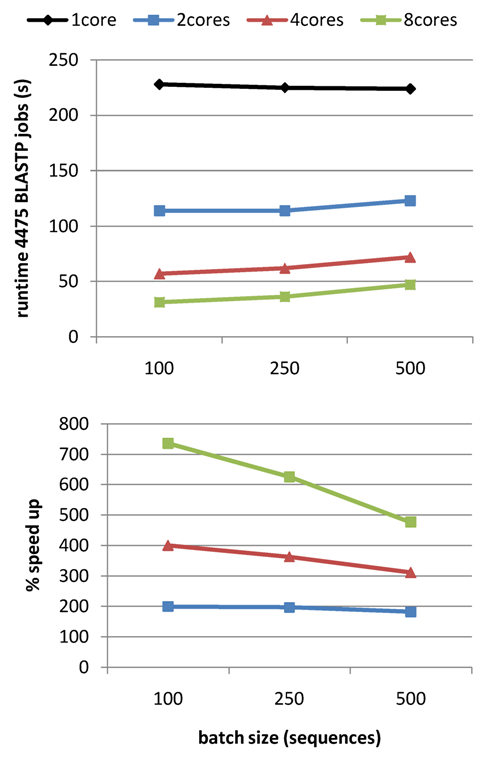 1core 2cores 4cores 8cores
runtime 4475 BLASTP jobs (s)
250
200
150
100
50
0
100 250 500
% speed up
800
700
600
500
400
300
200
100
0
100 250 500
batch size (sequences)